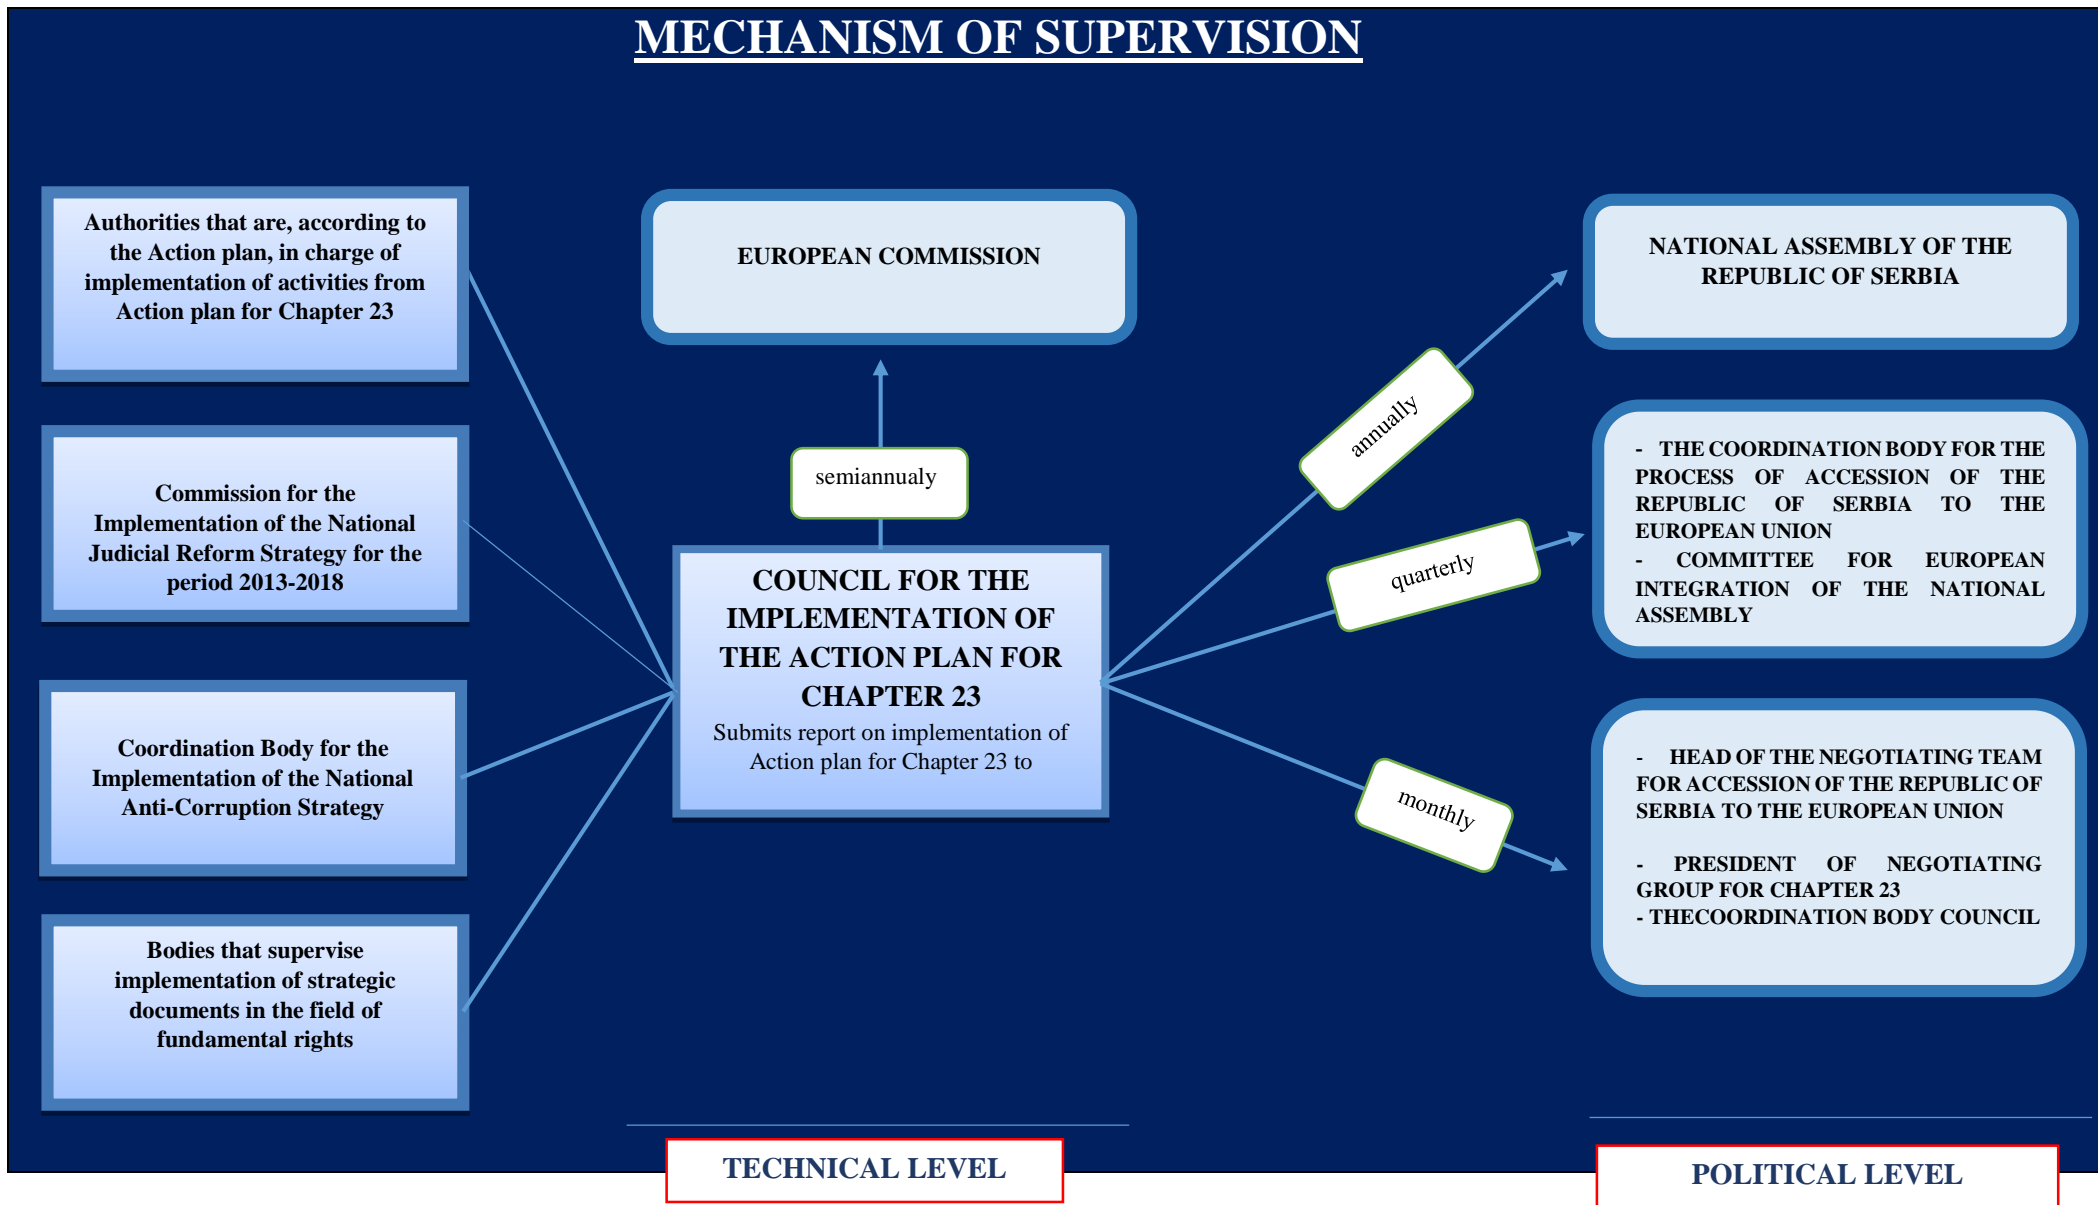 MECHANISM OF SUPERVISION
Authorities that are, according to
the Action plan, in charge of
implementation of activities from
Action plan for Chapter 23
Commission for the
Implementation of the National
Judicial Reform Strategy for the
period 2013-2018
Coordination Body for the
Implementation of the National
Anti-Corruption Strategy
Bodies that supervise
implementation of strategic
documents in the field of
fundamental rights
EUROPEAN COMMISSION
semiannualy
COUNCIL FOR THE
IMPLEMENTATION OF
THE ACTION PLAN FOR
CHAPTER 23
Submits report on implementation of
Action plan for Chapter 23 to
annually
quarterly
monthly
NATIONAL ASSEMBLY OF THE
REPUBLIC OF SERBIA
- THE COORDINATION BODY FOR THE
PROCESS OF ACCESSION OF THE
REPUBLIC OF SERBIA TO THE
EUROPEAN UNION
- COMMITTEE FOR EUROPEAN
INTEGRATION OF THE NATIONAL
ASSEMBLY
- HEAD OF THE NEGOTIATING TEAM
FOR ACCESSION OF THE REPUBLIC OF
SERBIA TO THE EUROPEAN UNION
- PRESIDENT OF NEGOTIATING
GROUP FOR CHAPTER 23
- THECOORDINATION BODY COUNCIL
TECHNICAL LEVEL
POLITICAL LEVEL